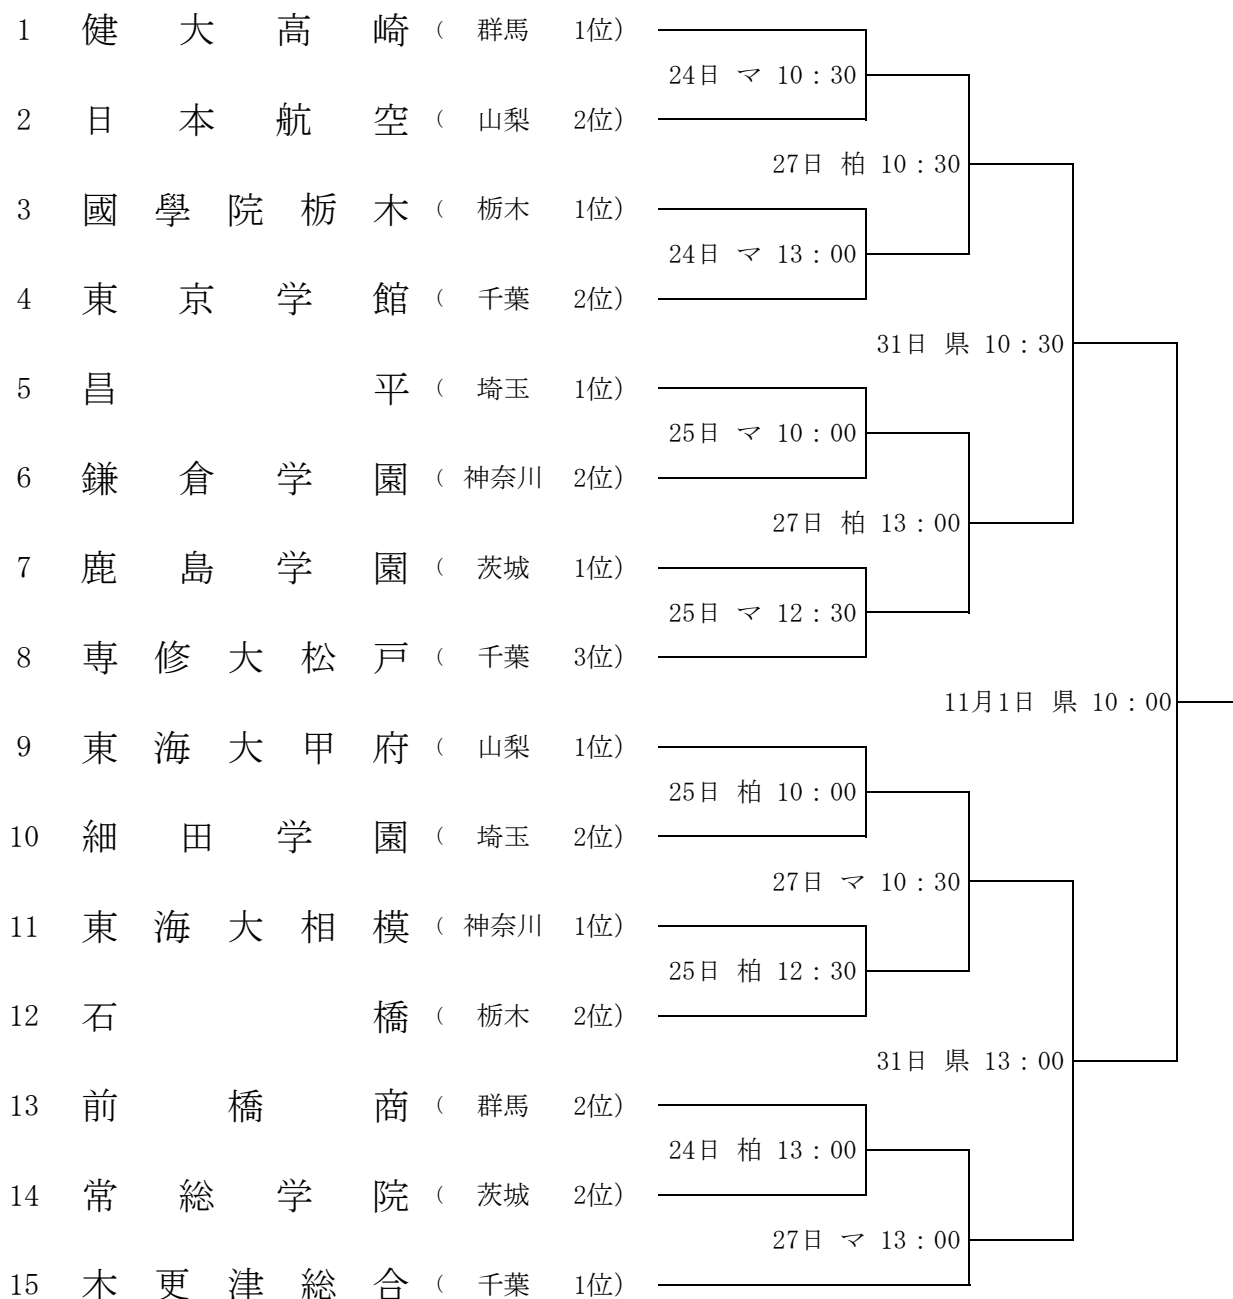 1 健大高崎（ 群馬 1位）
24日 マ 10：30
2 日本航空（ 山梨 2位）
27日 柏 10：30
3 國學院栃木（ 栃木 1位）
24日 マ 13：00
4 東京学館（ 千葉 2位）
31日 県 10：30
5 昌平（ 埼玉 1位）
25日 マ 10：00
6 鎌倉学園（ 神奈川 2位）
27日 柏 13：00
7 鹿島学園（ 茨城 1位）
25日 マ 12：30
8 専修大松戸（ 千葉 3位）
11月1日 県 10：00
9 東海大甲府（ 山梨 1位）
25日 柏 10：00
10 細田学園（ 埼玉 2位）
27日 マ 10：30
11 東海大相模（ 神奈川 1位）
25日 柏 12：30
12 石橋（ 栃木 2位）
31日 県 13：00
13 前橋商（ 群馬 2位）
24日 柏 13：00
14 常総学院（ 茨城 2位）
27日 マ 13：00
15 木更津総合（ 千葉 1位）